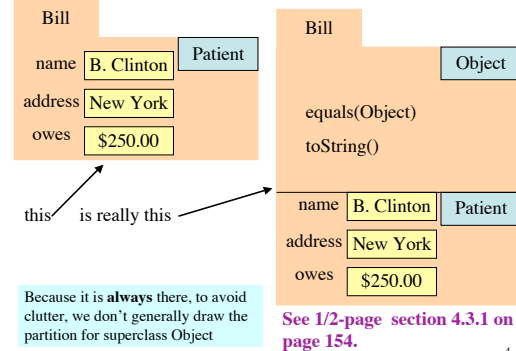 Bill
Patient
name B. Clinton
address New York
owes $250.00
this is really this
Because it is always there, to avoid
clutter, we don't generally draw the
partition for superclass Object
Bill
Object
equals(Object)
toString()
name B. Clinton Patient
address New York
owes $250.00
See 1/2-page section 4.3.1 on
page 154.
4